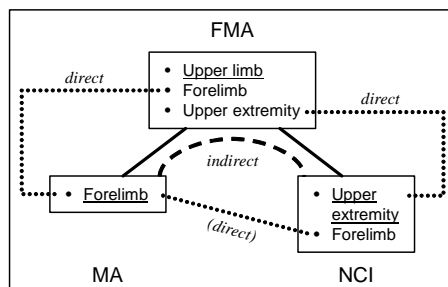 FMA
direct
• Upper limb
• Forelimb
• Upper extremity
direct
indirect
• Forelimb
• Upper
extremity
• Forelimb
(direct)
MA
NCI